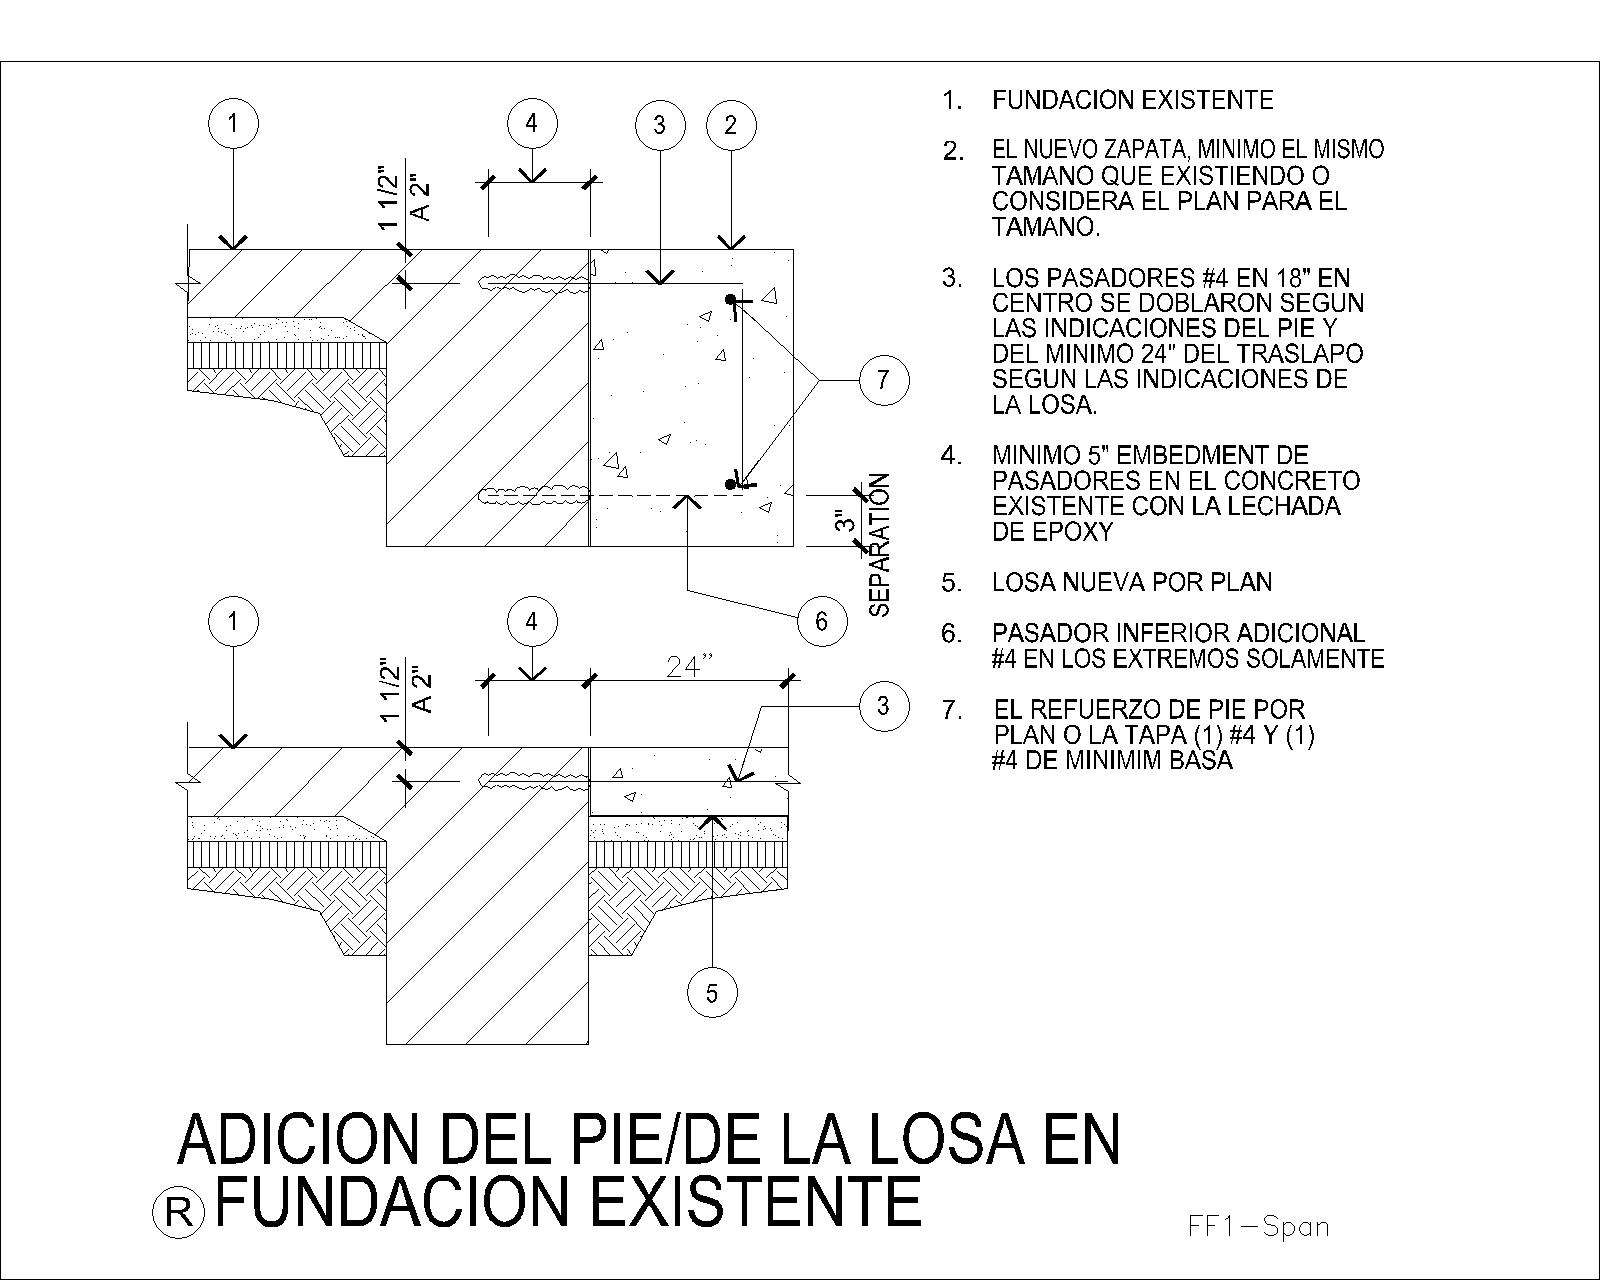 1
4
3
2
1 1/2"
A 2"
7
3"
SEPARATION
6
1
4
24”
1 1/2"
A 2"
3
5
1. FUNDACION EXISTENTE
2. EL NUEVO ZAPATA, MINIMO EL MISMO
TAMANO QUE EXISTIENDO O
CONSIDERA EL PLAN PARA EL
TAMANO.
3. LOS PASADORES #4 EN 18" EN
CENTRO SE DOBLARON SEGUN
LAS INDICACIONES DEL PIE Y
DEL MINIMO 24" DEL TRASLAPO
SEGUN LAS INDICACIONES DE
LA LOSA.
4. MINIMO 5" EMBEDMENT DE
PASADORES EN EL CONCRETO
EXISTENTE CON LA LECHADA
DE EPOXY
5. LOSA NUEVA POR PLAN
6. PASADOR INFERIOR ADICIONAL
#4 EN LOS EXTREMOS SOLAMENTE
7. EL REFUERZO DE PIE POR
PLAN O LA TAPA (1) #4 Y (1)
#4 DE MINIMIM BASA
ADICION DEL PIE/DE LA LOSA EN
R FUNDACION EXISTENTE
FF1-Span